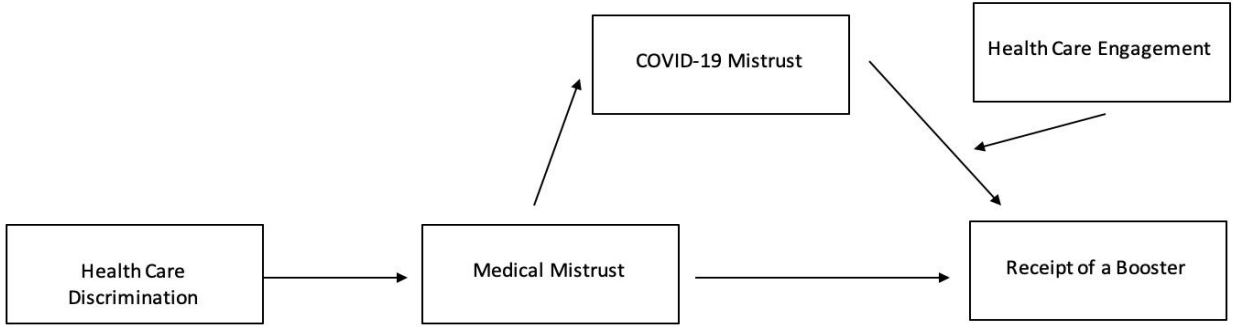 Health Care Engagement
COVID-19 Mistrust
Health Care
Discrimination
Medical Mistrust
Receipt of a Booster